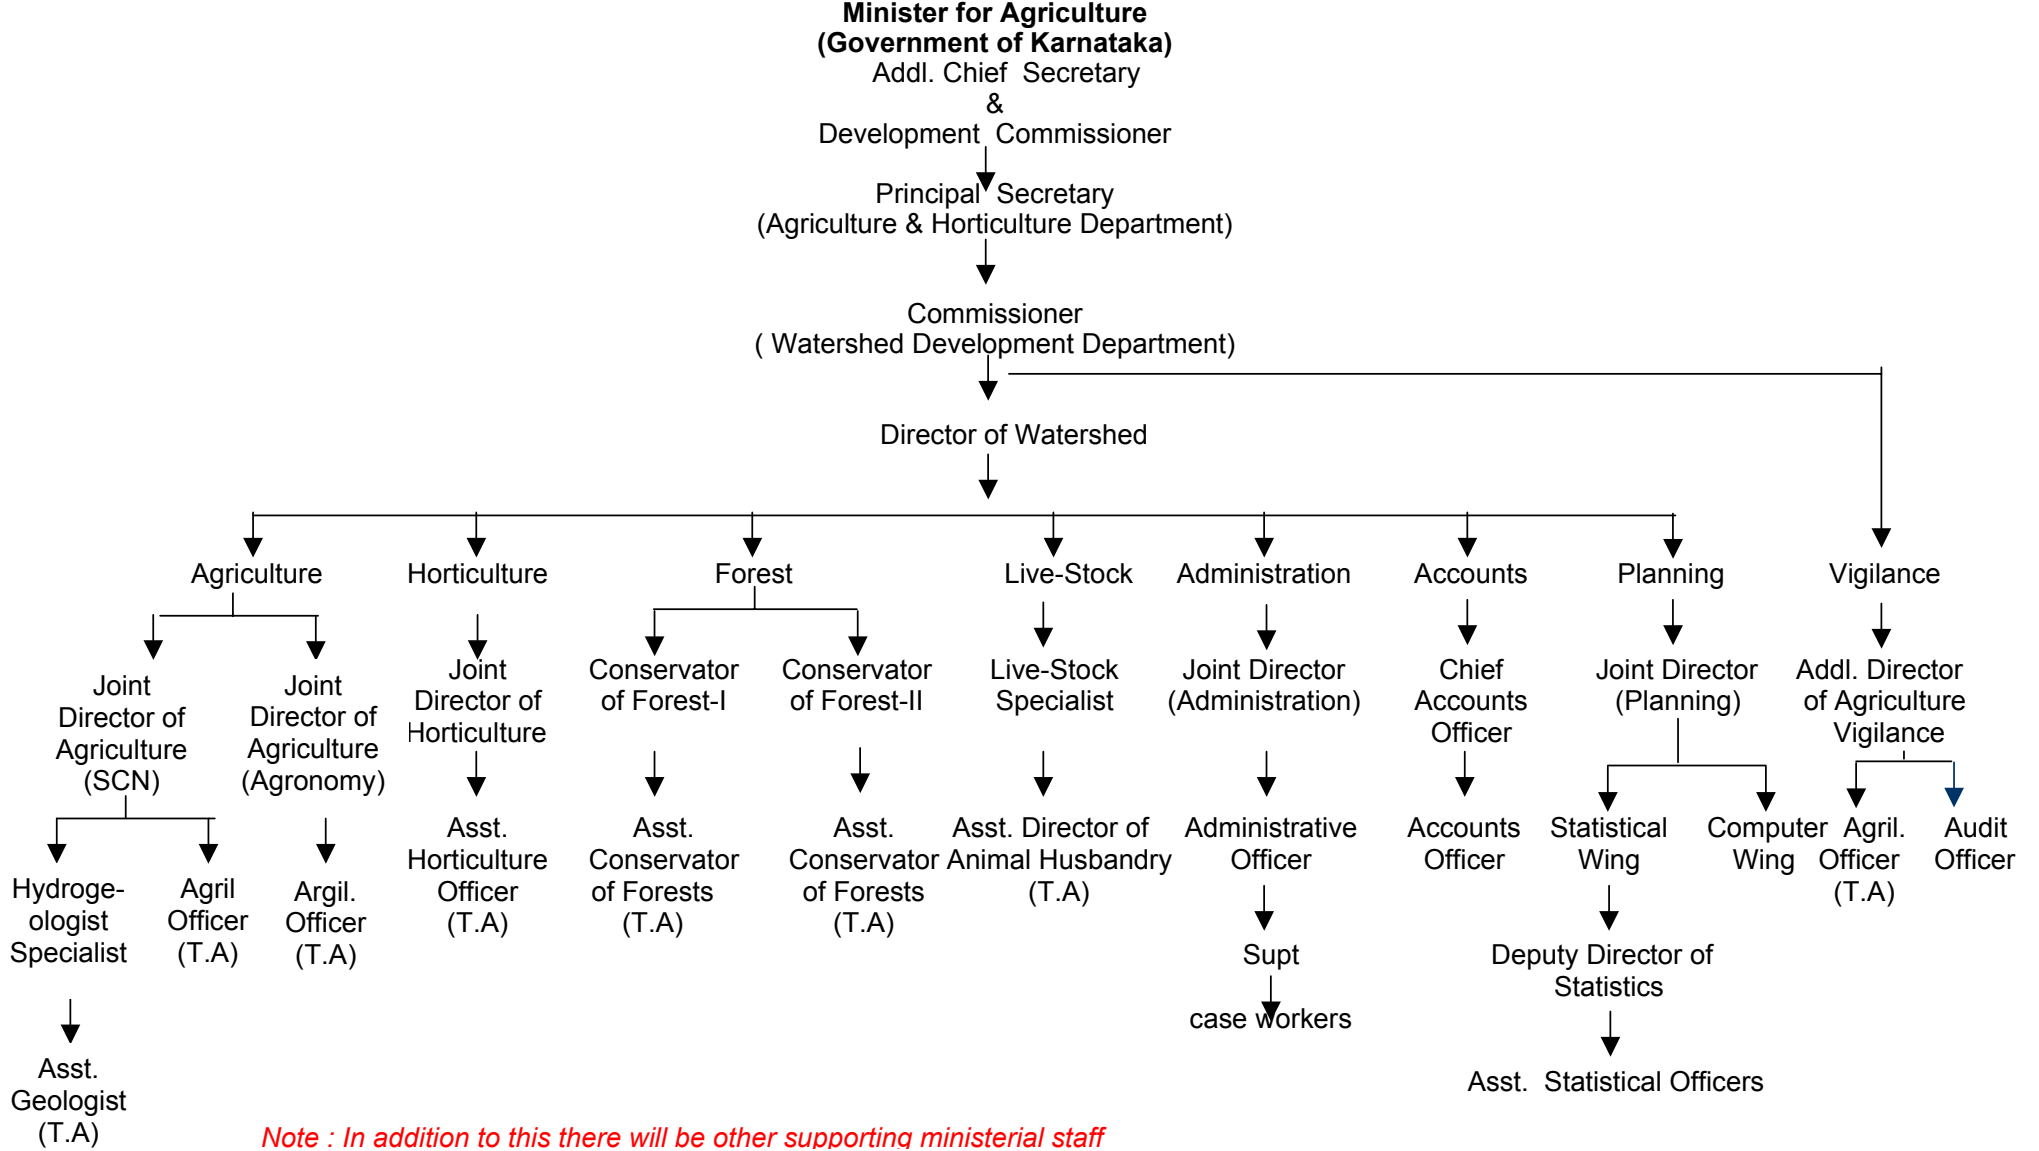 Minister for Agriculture
(Government of Karnataka)
Addl. Chief Secretary
&
Development Commissioner
Principal Secretary
(Agriculture & Horticulture Department)
Commissioner
( Watershed Development Department)
Director of Watershed
Agriculture
Horticulture
Forest
Live-Stock
Administration
Accounts
Planning
Vigilance
Joint
Director of
Agriculture
(SCN)
Joint
Director of
Agriculture
(Agronomy)
Joint
Director of
Horticulture
Conservator
of Forest-I
Conservator
of Forest-II
Live-Stock
Specialist
Joint Director
(Administration)
Chief
Accounts
Officer
Joint Director
(Planning)
Addl. Director
of Agriculture
Vigilance
Hydroge-
ologist
Specialist
Agril
Officer
(T.A)
Argil.
Officer
(T.A)
Asst.
Horticulture
Officer
(T.A)
Asst.
Conservator
of Forests
(T.A)
Asst.
Conservator
of Forests
(T.A)
Asst. Director of
Animal Husbandry
(T.A)
Administrative
Officer
Accounts
Officer
Statistical
Wing
Computer
Wing
Agril.
Officer
(T.A)
Audit
Officer
Supt
Deputy Director of
Statistics
case workers
Asst.
Geologist
(T.A)
Asst. Statistical Officers
Note : In addition to this there will be other supporting ministerial staff